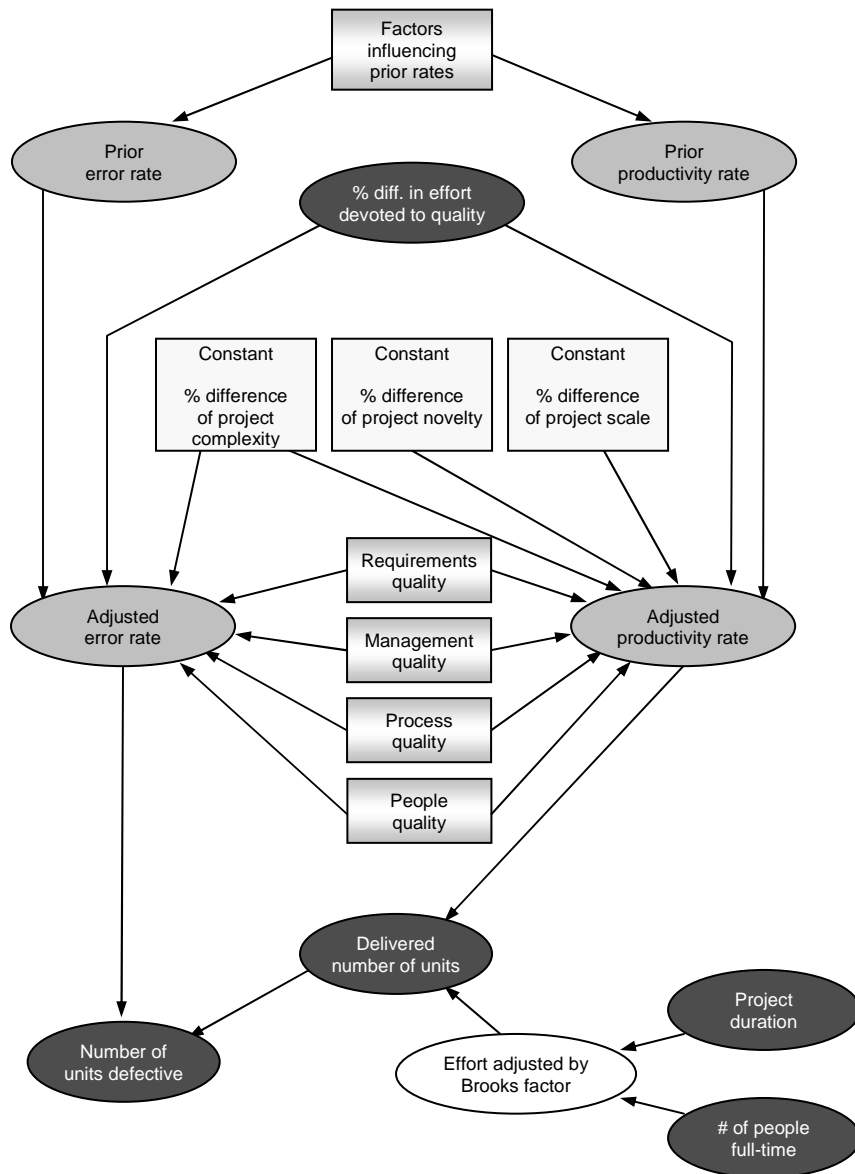 Factors
influencing
prior rates
Prior
error rate
Prior
productivity rate
% diff. in effort
devoted to quality
Constant
% difference
of project
complexity
Constant
% difference
of project novelty
Constant
% difference
of project scale
Requirements
quality
Adjusted
error rate
Adjusted
productivity rate
Management
quality
Process
quality
People
quality
Delivered
number of units
Project
duration
Number of
units defective
Effort adjusted by
Brooks factor
# of people
full-time